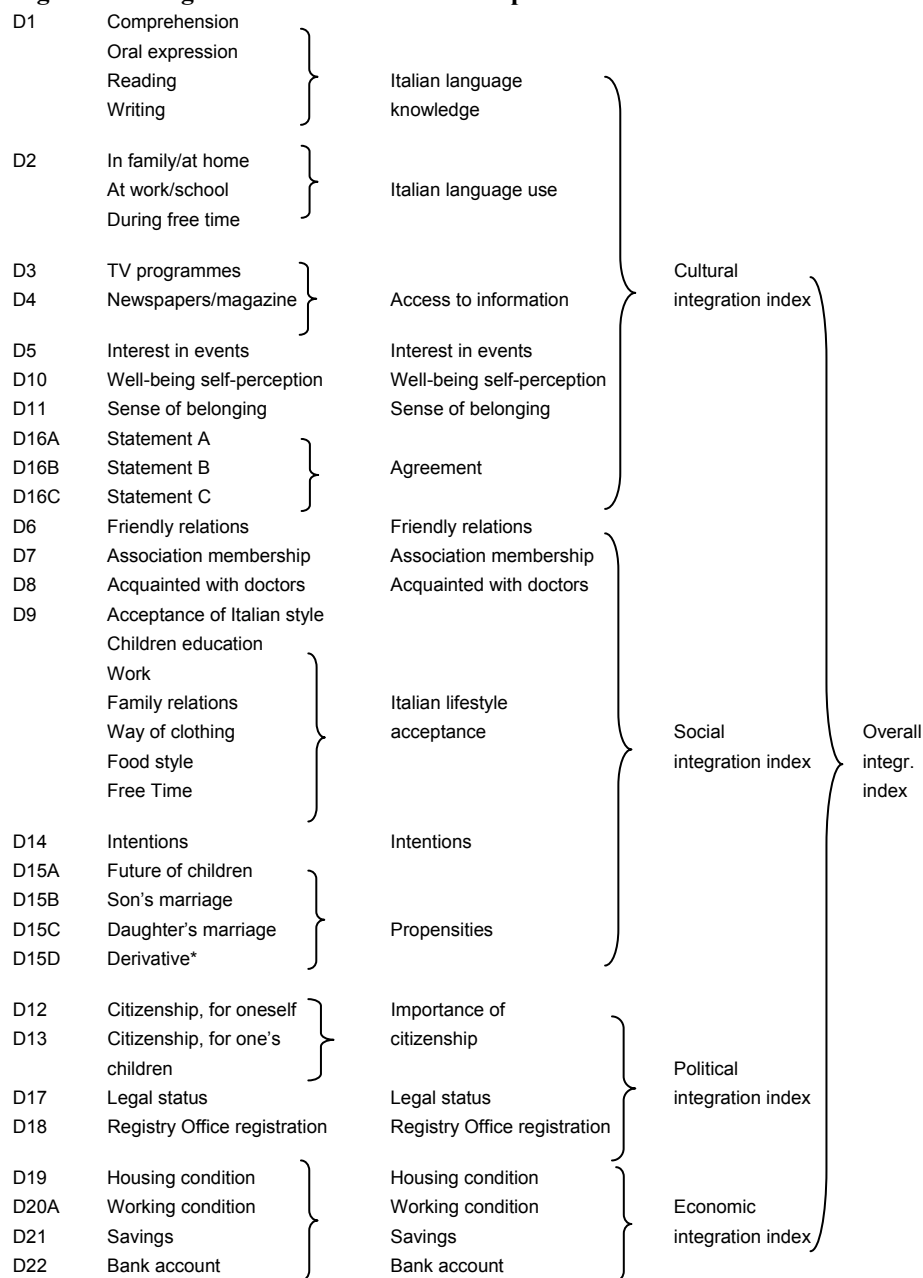 D1 Comprehension
Oral expression
Reading Italian language
Writing knowledge
D2 In family/at home
At work/school Italian language use
During free time
D3 TV programmes Cultural
D4 Newspapers/magazine Access to information integration index
D5 Interest in events Interest in events
D10 Well-being self-perception Well-being self-perception
D11 Sense of belonging Sense of belonging
D16A Statement A
D16B Statement B Agreement
D16C Statement C
D6 Friendly relations Friendly relations
D7 Association membership Association membership
D8 Acquainted with doctors Acquainted with doctors
D9 Acceptance of Italian style
Children education
Work
Family relations Italian lifestyle
Way of clothing acceptance Social Overall
Food style integration index integr.
Free Time index
D14 Intentions Intentions
D15A Future of children
D15B Son's marriage
D15C Daughter's marriage Propensities
D15D Derivative*
D12 Citizenship, for oneself Importance of
D13 Citizenship, for one's citizenship
children Political
D17 Legal status Legal status integration index
D18 Registry Office registration Registry Office registration
D19 Housing condition Housing condition
D20A Working condition Working condition Economic
D21 Savings Savings integration index
D22 Bank account Bank account